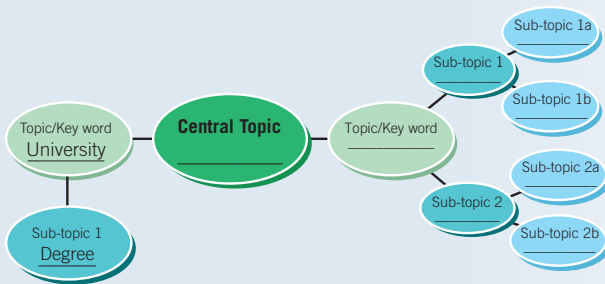 Sub-topic 1a
Sub-topic 1
Sub-topic 1b
Central Topic
Topic/Key word
University
Topic/Key word
Sub-topic 2a
Sub-topic 2
Sub-topic 2b
Sub-topic 1
Degree